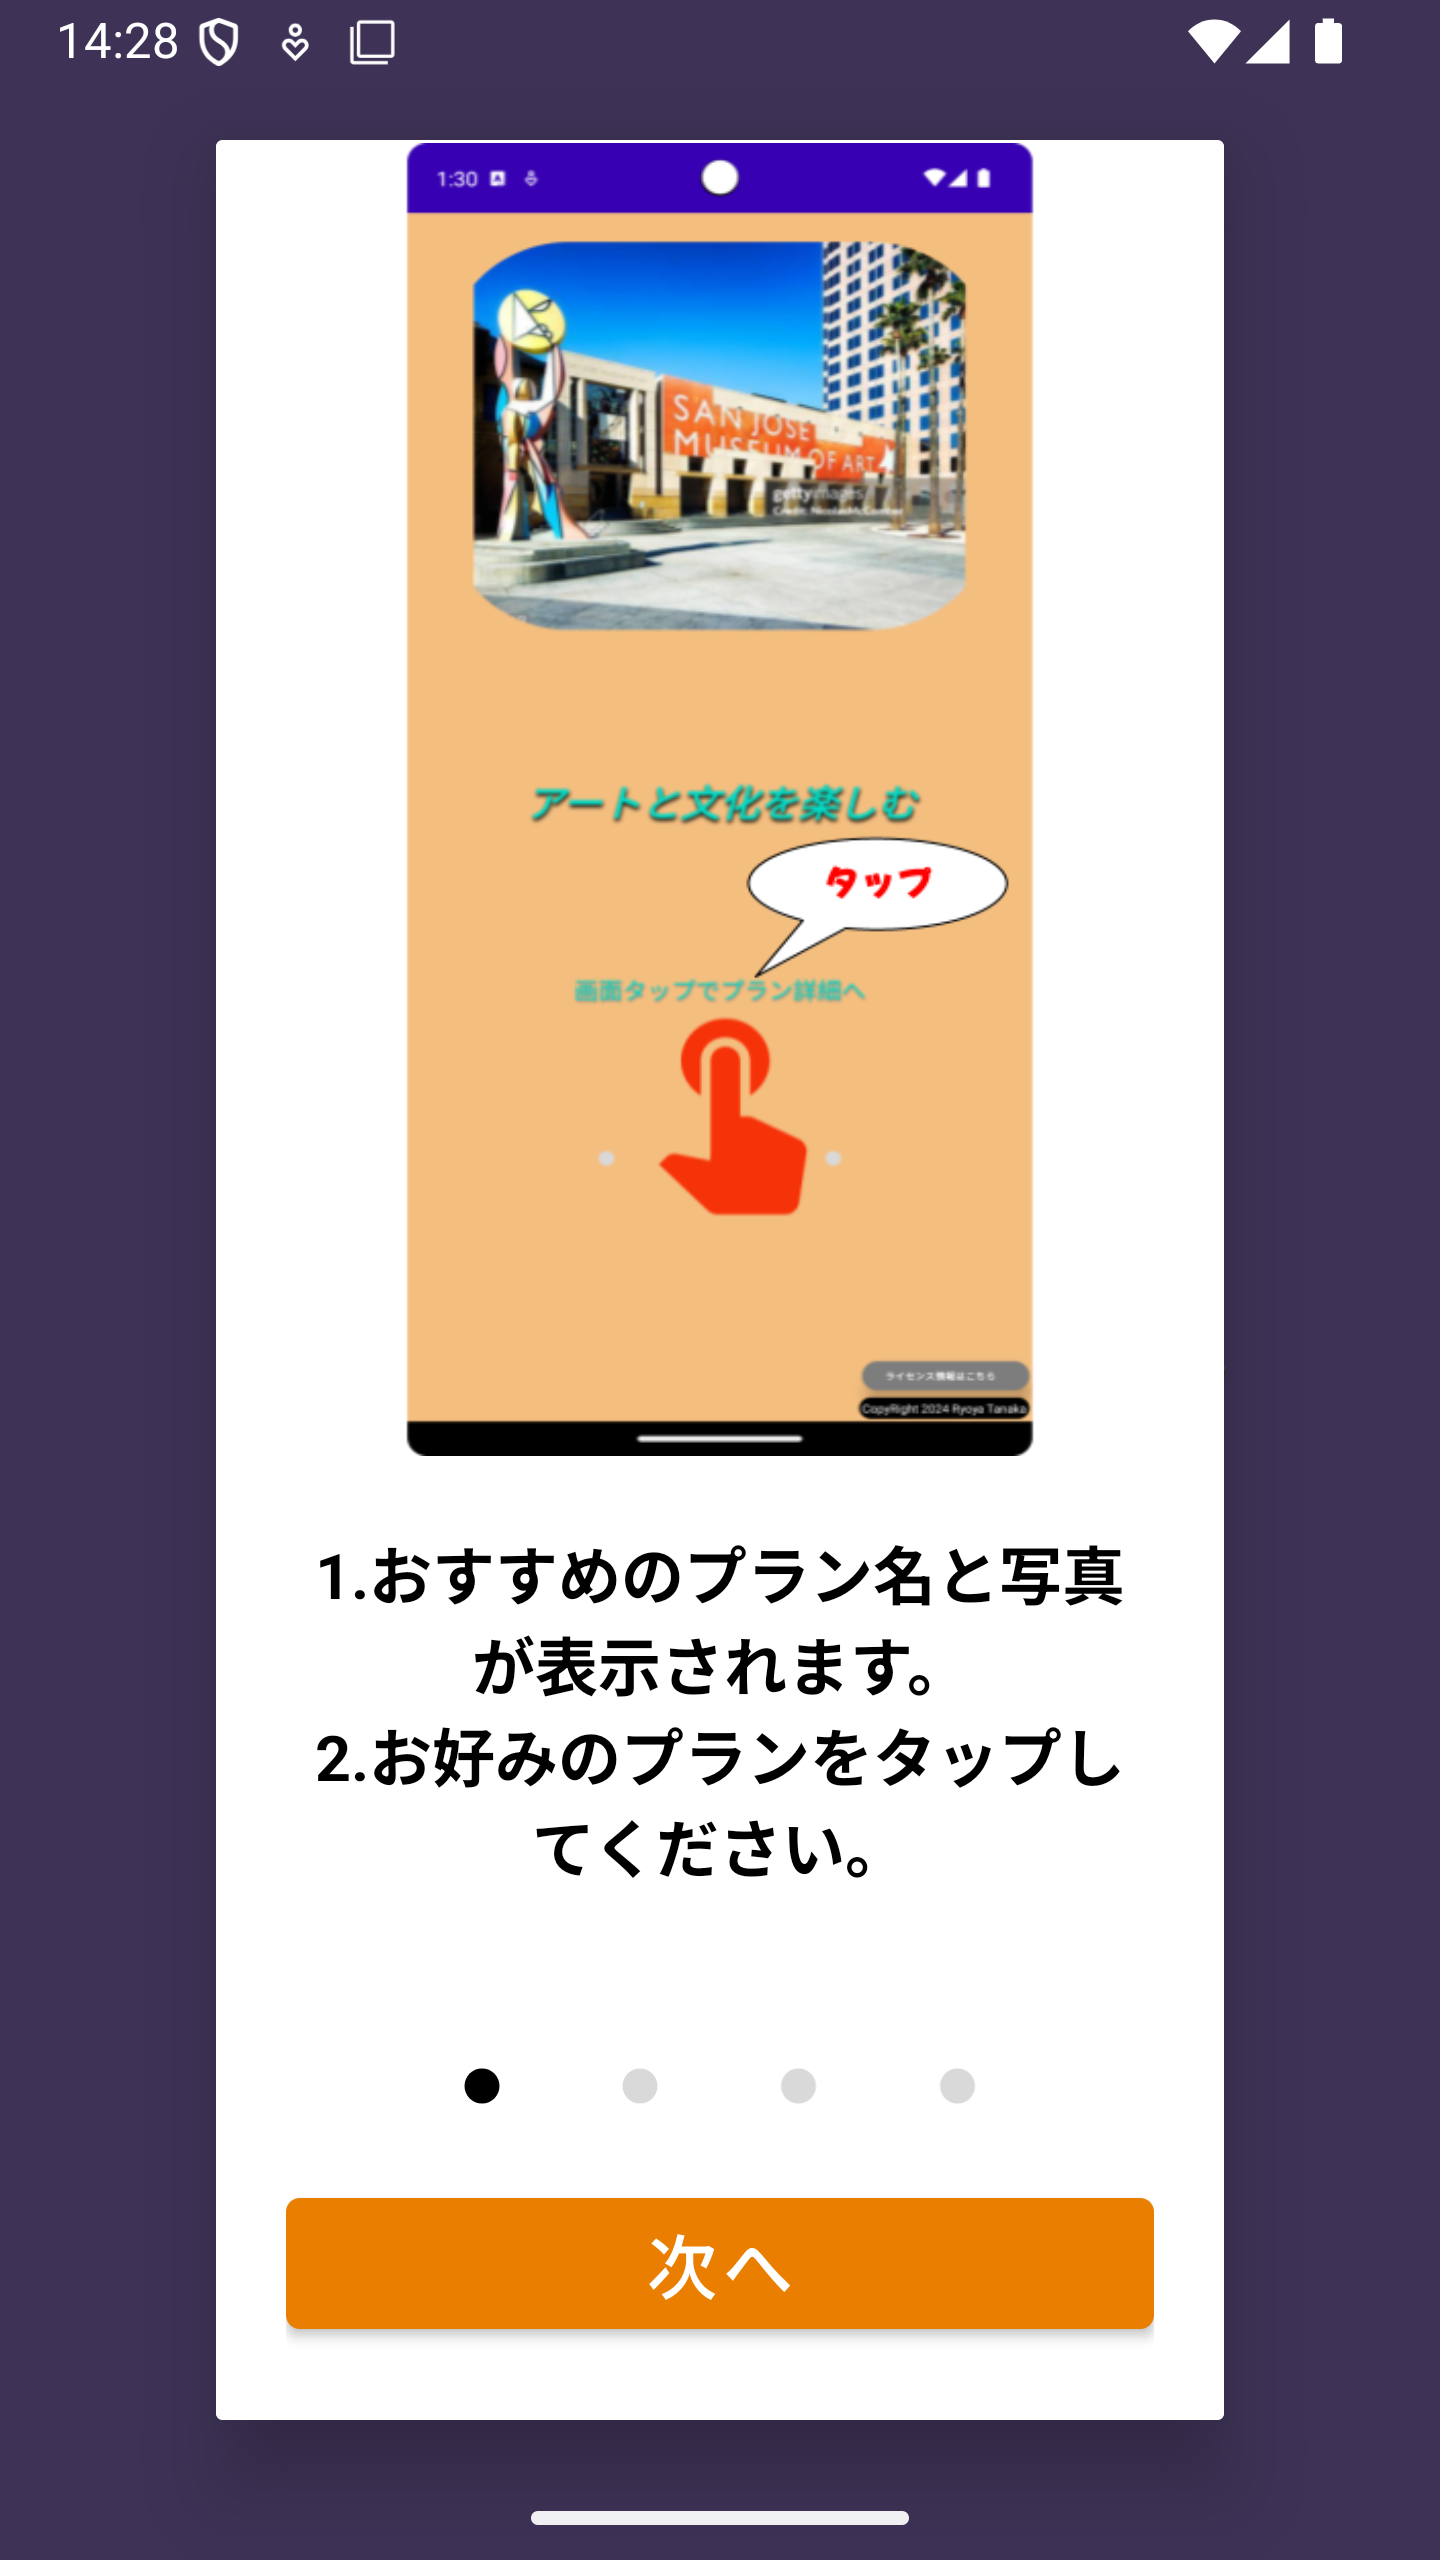 14:28
1:30
SAN JOSE
MUSEUM OF ART
gettyimages
アートと文化を楽しむ
タップ
画面タップでプラン詳細へ
ライセンス情報はこちら
CopyRight 2024 Ryoya Tanaka
1.おすすめのプラン名と写真
が表示されます。
2.お好みのプランをタップし
てください。
次へ